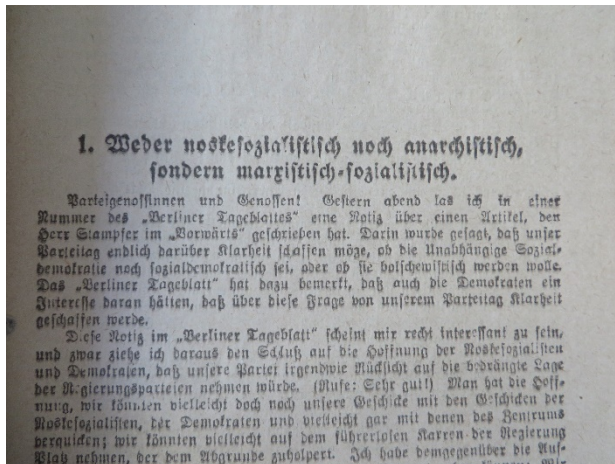 1. Weder noskesozialistisch noch anarchistisch,
sondern marxistisch-sozialistisch.
Parteigenossinnen und Genossen! Gestern abend las ich in einer
Nummer des „Berliner Tageblattes" eine Notiz über einen Artikel, den
Herr Stampfer im „Vorwärts" geschrieben hat. Darin wurde gesagt, daß unser
Parteitag endlich darüber Klarheit schaffen möge, ob die Unabhängige Sozial-
demokratie noch sozialdemokratisch sei, oder ob sie bolschewistisch werden wolle.
Das „Berliner Tageblatt" hat dazu bemerkt, daß auch die Demokraten ein
Interesse daran hätten, daß über diese Frage von unserem Parteitag Klarheit
geschaffen werde.
Diese Notiz im „Berliner Tageblatt" scheint mir recht interessant zu sein,
und zwar ziehe ich daraus den Schluß auf die Hoffnung der Noskesozialisten
und Demokraten, daß unsere Partei irgendwie Rücksicht auf die bedrängte Lage
der Regierungsparteien nehmen würde. (Rufe: Sehr gut!) Man hat die Hoff-
nung, wir könnten vielleicht doch noch unsere Geschicke mit den Geschicken der
Noskesozialisten, der Demokraten und vielleicht gar mit denen des Zentrums
verquicken; wir könnten vielleicht auf dem führerlosen Karren der Regierung
Platz nehmen, der dem Abgrunde zuholpert. Ich habe demgegenüber die Auf-